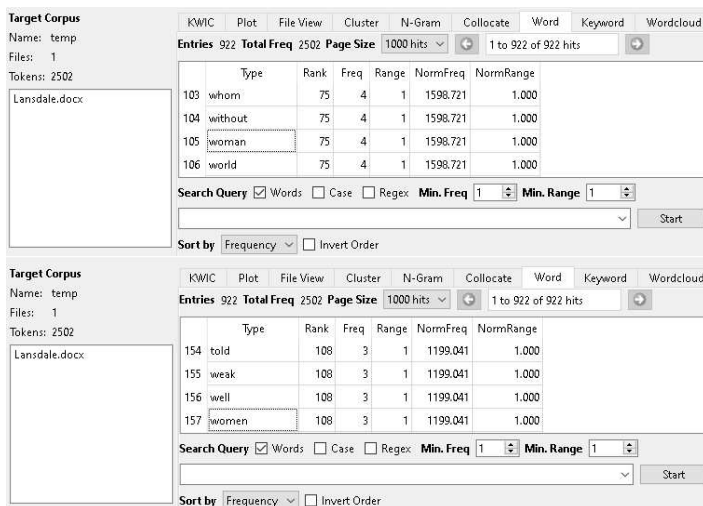 Target Corpus
Name: temp
Files: 1
Tokens: 2502
Lansdale.docx
KWIC Plot File View Cluster N-Gram Collocate Word Keyword Wordcloud
Entries 922 Total Freq 2502 Page Size 1000 hits 1 to 922 of 922 hits
Type Rank Freq Range NormFreq NormRange
103 whom 75 4 1 1598.721 1.000
104 without 75 4 1 1598.721 1.000
105 woman 75 4 1 1598.721 1.000
106 world 75 4 1 1598.721 1.000
Search Query Words Case Regex Min. Freq 1 Min. Range 1
Start
Sort by Frequency Invert Order
Target Corpus
Name: temp
Files: 1
Tokens: 2502
Lansdale.docx
KWIC Plot File View Cluster N-Gram Collocate Word Keyword Wordcloud
Entries 922 Total Freq 2502 Page Size 1000 hits 1 to 922 of 922 hits
Type Rank Freq Range NormFreq NormRange
154 told 108 3 1 1199.041 1.000
155 weak 108 3 1 1199.041 1.000
156 well 108 3 1 1199.041 1.000
157 women 108 3 1 1199.041 1.000
Search Query Words Case Regex Min. Freq 1 Min. Range 1
Start
Sort by Frequency Invert Order